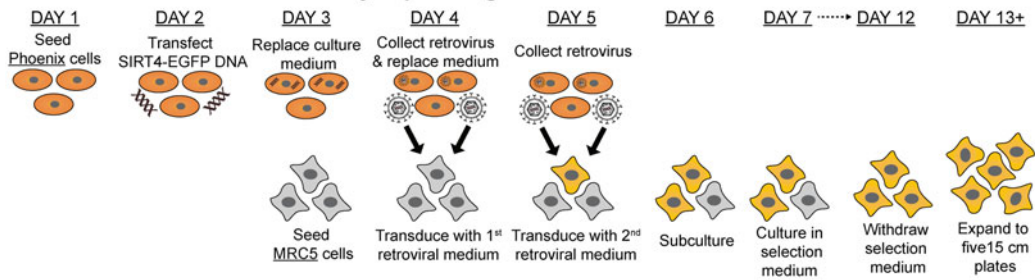 DAY 1
Seed
Phoenix cells
DAY 2
Transfect
SIRT4-EGFP DNA
DAY 3
Replace culture
medium
Seed
MRC5 cells
DAY 4
Collect retrovirus
& replace medium
Transduce with 1st
retroviral medium
DAY 5
Collect retrovirus
Transduce with 2nd
retroviral medium
DAY 6
Subculture
DAY 7
Culture in
selection
medium
DAY 12
Withdraw
selection
medium
DAY 13+
Expand to
five15 cm
plates